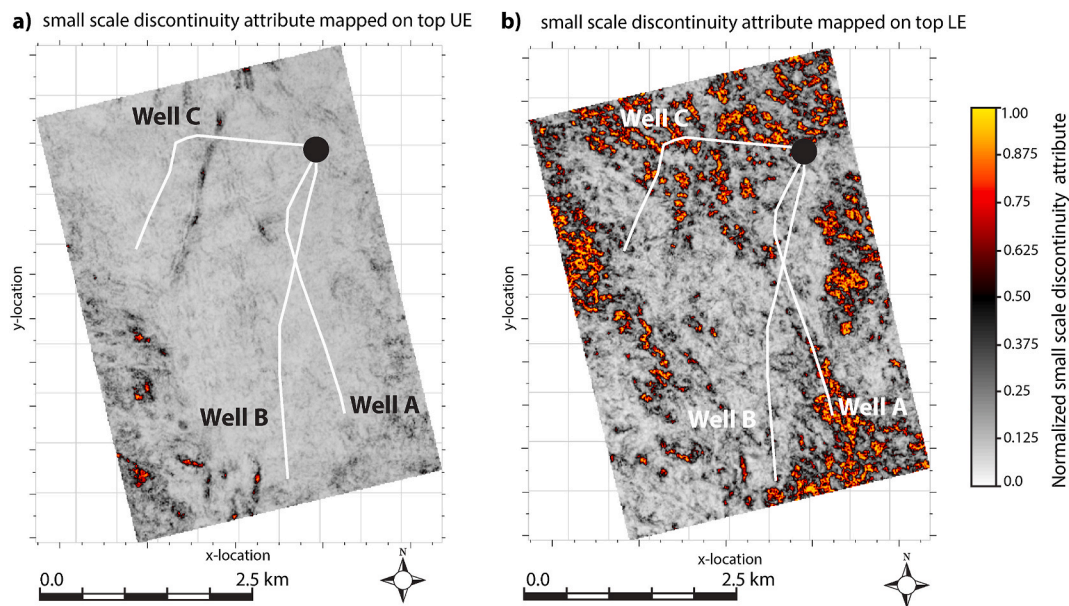 a) small scale discontinuity attribute mapped on top UE
b) small scale discontinuity attribute mapped on top LE
Well C
Well B
Well A
y-location
x-location
0.0
2.5 km
N
Well C
Well B
Well A
y-location
x-location
0.0
2.5 km
N
1.00
0.875
0.75
0.625
0.50
0.375
0.25
0.125
0.0
Normalized small scale discontinuity attribute